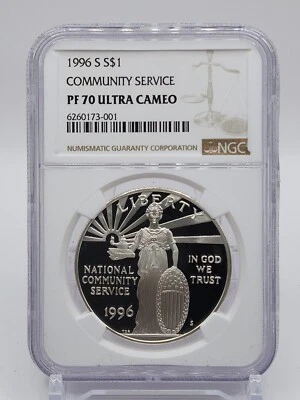 1996 S S$1
COMMUNITY SERVICE
PF 70 ULTRA CAMEO
6260173-001
NUMISMATIC GUARANTY CORPORATION
NGC
LIBERTY
NATIONAL
COMMUNITY
SERVICE
1996
IN GOD
WE
TRUST
S